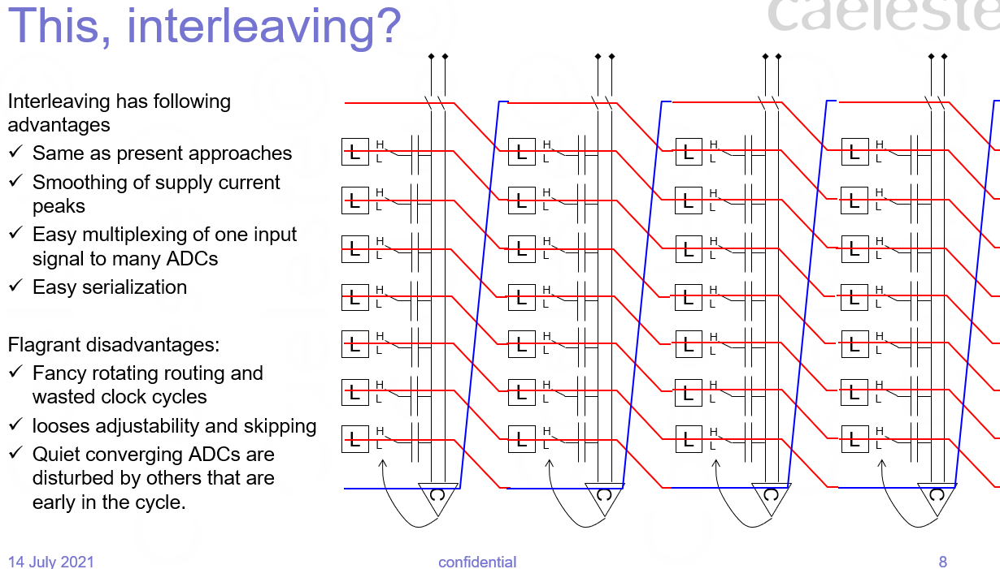 This, interleaving?
caeleste
Interleaving has following
advantages
✓ Same as present approaches
✓ Smoothing of supply current
peaks
✓ Easy multiplexing of one input
signal to many ADCs
✓ Easy serialization
Flagrant disadvantages:
✓ Fancy rotating routing and
wasted clock cycles
✓ looses adjustability and skipping
✓ Quiet converging ADCs are
disturbed by others that are
early in the cycle.
L H L L H L L H L L H L
L H L L H L L H L L H L
L H L L H L L H L L H L
L H L L H L L H L L H L
L H L L H L L H L L H L
L H L L H L L H L L H L
L H L L H L L H L L H L
C C C C
14 July 2021 confidential 8